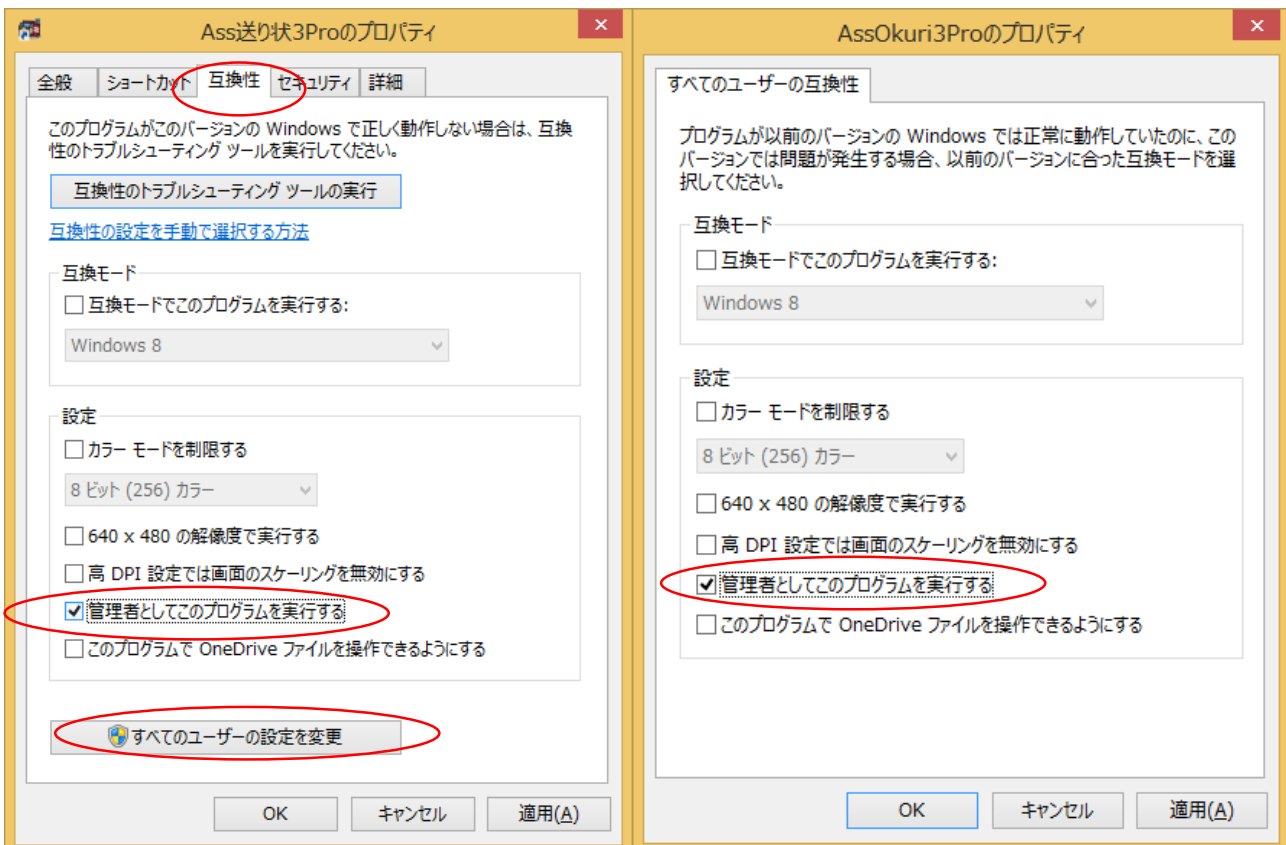 Ass送り状3Proのプロパティ
全般 ショートカット 互換性 セキュリティ 詳細
このプログラムがこのバージョンの Windows で正しく動作しない場合は、互換
性のトラブルシューティング ツールを実行してください。
互換性のトラブルシューティング ツールの実行
互換性の設定を手動で選択する方法
互換モード
互換モードでこのプログラムを実行する:
Windows 8
設定
カラー モードを制限する
8 ビット (256) カラー
640 x 480 の解像度で実行する
高 DPI 設定では画面のスケーリングを無効にする
管理者としてこのプログラムを実行する
このプログラムで OneDrive ファイルを操作できるようにする
すべてのユーザーの設定を変更
OK キャンセル 適用(A)
AssOkuri3Proのプロパティ
すべてのユーザーの互換性
プログラムが以前のバージョンの Windows では正常に動作していたのに、この
バージョンでは問題が発生する場合、以前のバージョンに合った互換モードを選
択してください。
互換モード
互換モードでこのプログラムを実行する:
Windows 8
設定
カラー モードを制限する
8 ビット (256) カラー
640 x 480 の解像度で実行する
高 DPI 設定では画面のスケーリングを無効にする
管理者としてこのプログラムを実行する
このプログラムで OneDrive ファイルを操作できるようにする
OK キャンセル 適用(A)